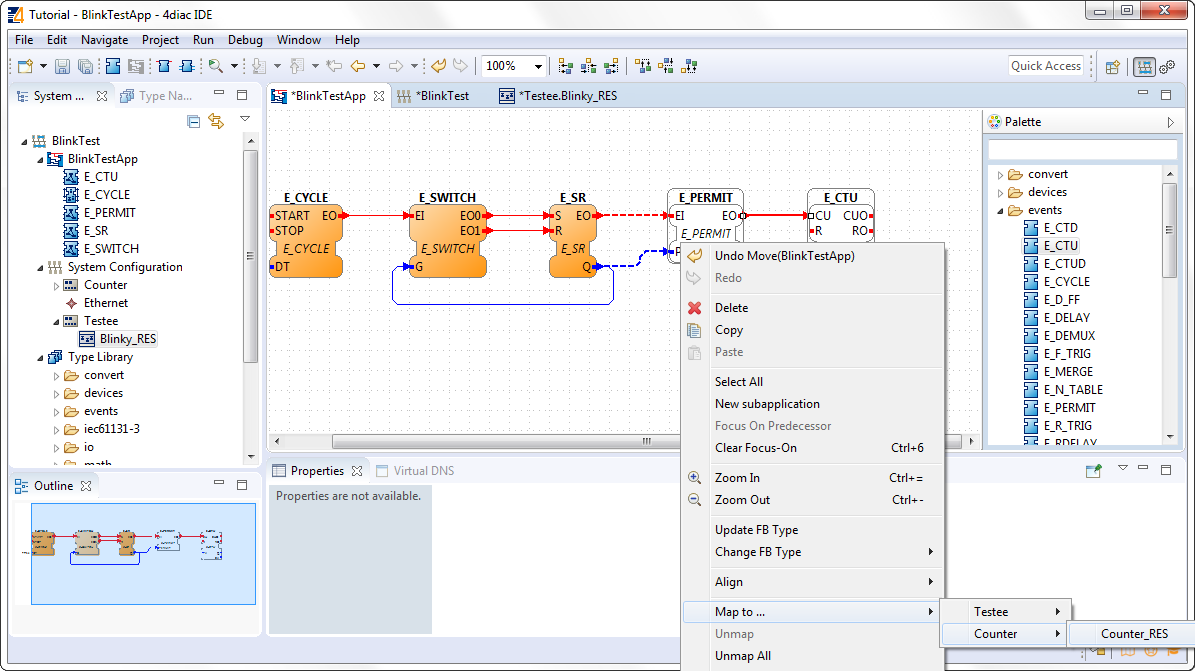 Tutorial - BlinkTestApp - 4diac IDE
File Edit Navigate Project Run Debug Window Help
100%
Quick Access
System ...
Type Na...
BlinkTest
BlinkTestApp
E_CTU
E_CYCLE
E_PERMIT
E_SR
E_SWITCH
System Configuration
Counter
Ethernet
Testee
Blinky_RES
Type Library
convert
devices
events
iec61131-3
io
math
Outline
*BlinkTestApp
*BlinkTest
*Testee.Blinky_RES
E_CYCLE
START EO
STOP
E_CYCLE
DT
E_SWITCH
EI EO0
EO1
E_SWITCH
G
E_SR
S EO
R
E_SR
Q
E_PERMIT
EI EO
E_PERMIT
E_CTU
CU CUO
R RO
Undo Move(BlinkTestApp)
Redo
Delete
Copy
Paste
Select All
New subapplication
Focus On Predecessor
Clear Focus-On Ctrl+6
Zoom In Ctrl+=
Zoom Out Ctrl+-
Update FB Type
Change FB Type
Align
Map to ...
Unmap
Unmap All
Testee
Counter
Counter_RES
Palette
convert
devices
events
E_CTD
E_CTU
E_CTUD
E_CYCLE
E_D_FF
E_DELAY
E_DEMUX
E_F_TRIG
E_MERGE
E_N_TABLE
E_PERMIT
E_R_TRIG
E_RDELAY
Properties
Virtual DNS
Properties are not available.